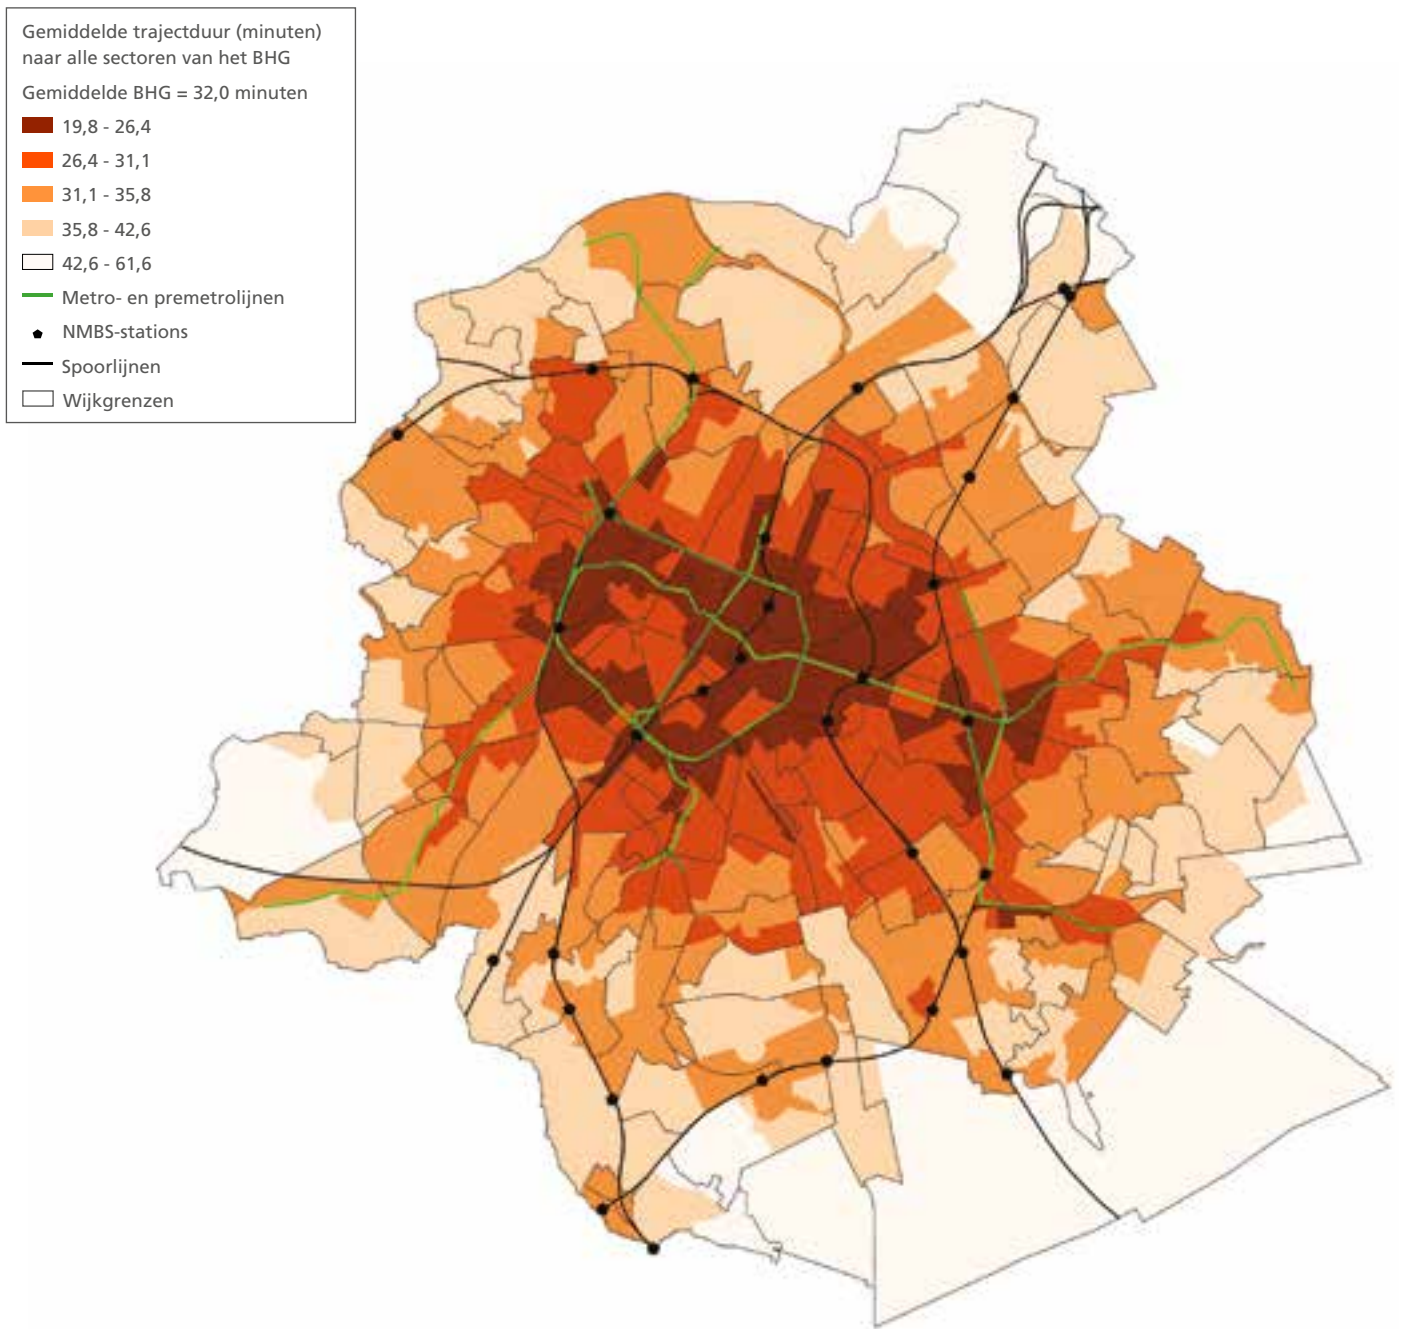 Gemiddelde trajectduur (minuten)
naar alle sectoren van het BHG
Gemiddelde BHG = 32,0 minuten
19,8 - 26,4
26,4 - 31,1
31,1 - 35,8
35,8 - 42,6
42,6 - 61,6
Metro- en premetrolijnen
NMBS-stations
Spoorlijnen
Wijkgrenzen